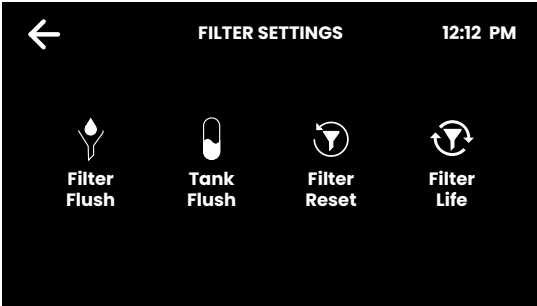 FILTER SETTINGS 12:12 PM
Filter Flush
Tank Flush
Filter Reset
Filter Life